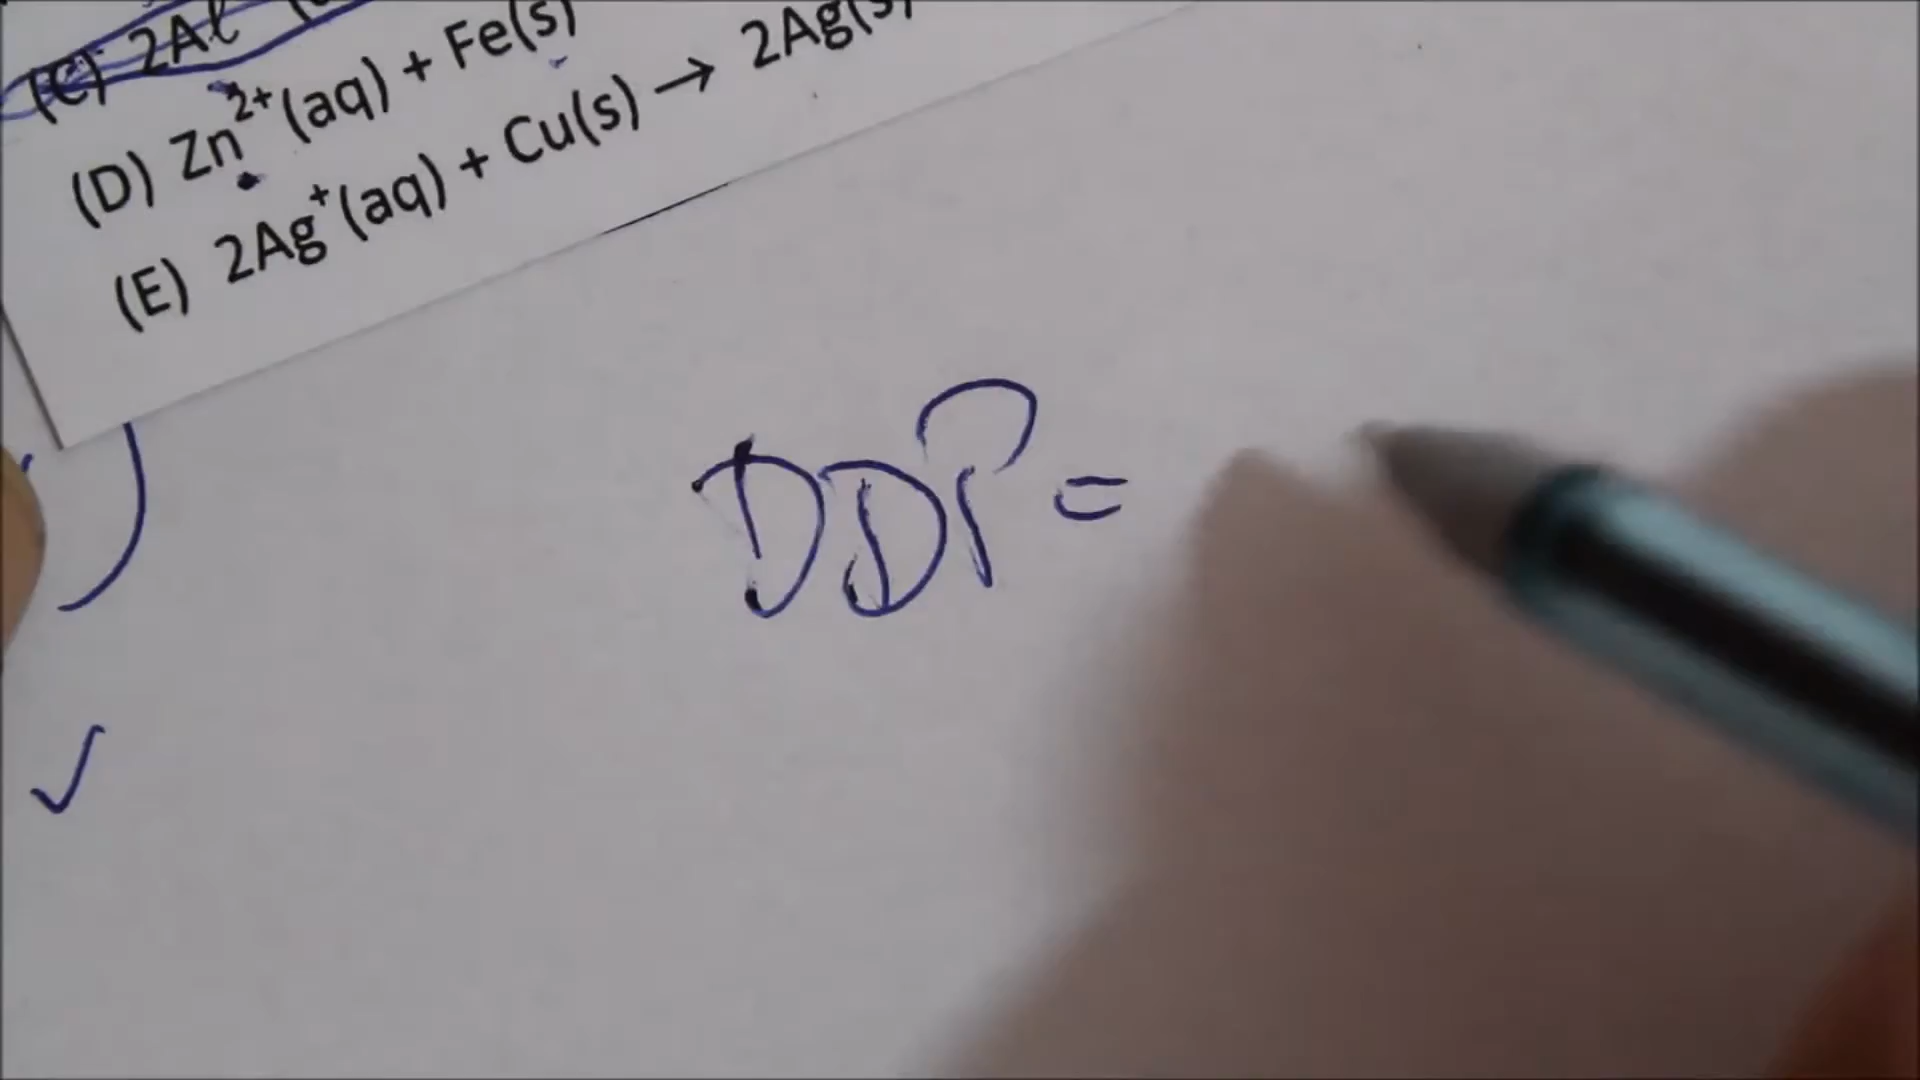 (C) 2Al
(D) Zn²⁺(aq) + Fe(s)
(E) 2Ag⁺(aq) + Cu(s) → 2Ag(s)
DDP =